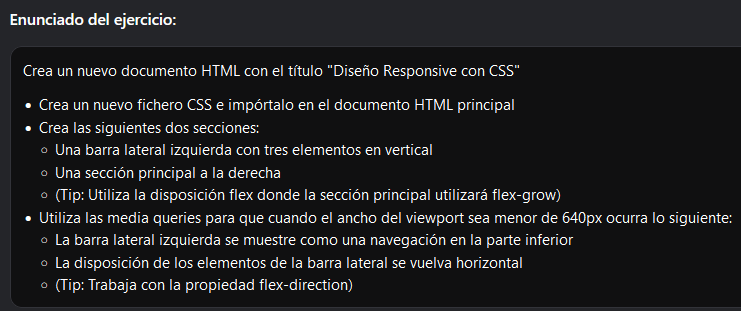 Enunciado del ejercicio:
Crea un nuevo documento HTML con el título "Diseño Responsive con CSS"
Crea un nuevo fichero CSS e impórtalo en el documento HTML principal
Crea las siguientes dos secciones:
Una barra lateral izquierda con tres elementos en vertical
Una sección principal a la derecha
(Tip: Utiliza la disposición flex donde la sección principal utilizará flex-grow)
Utiliza las media queries para que cuando el ancho del viewport sea menor de 640px ocurra lo siguiente:
La barra lateral izquierda se muestre como una navegación en la parte inferior
La disposición de los elementos de la barra lateral se vuelva horizontal
(Tip: Trabaja con la propiedad flex-direction)